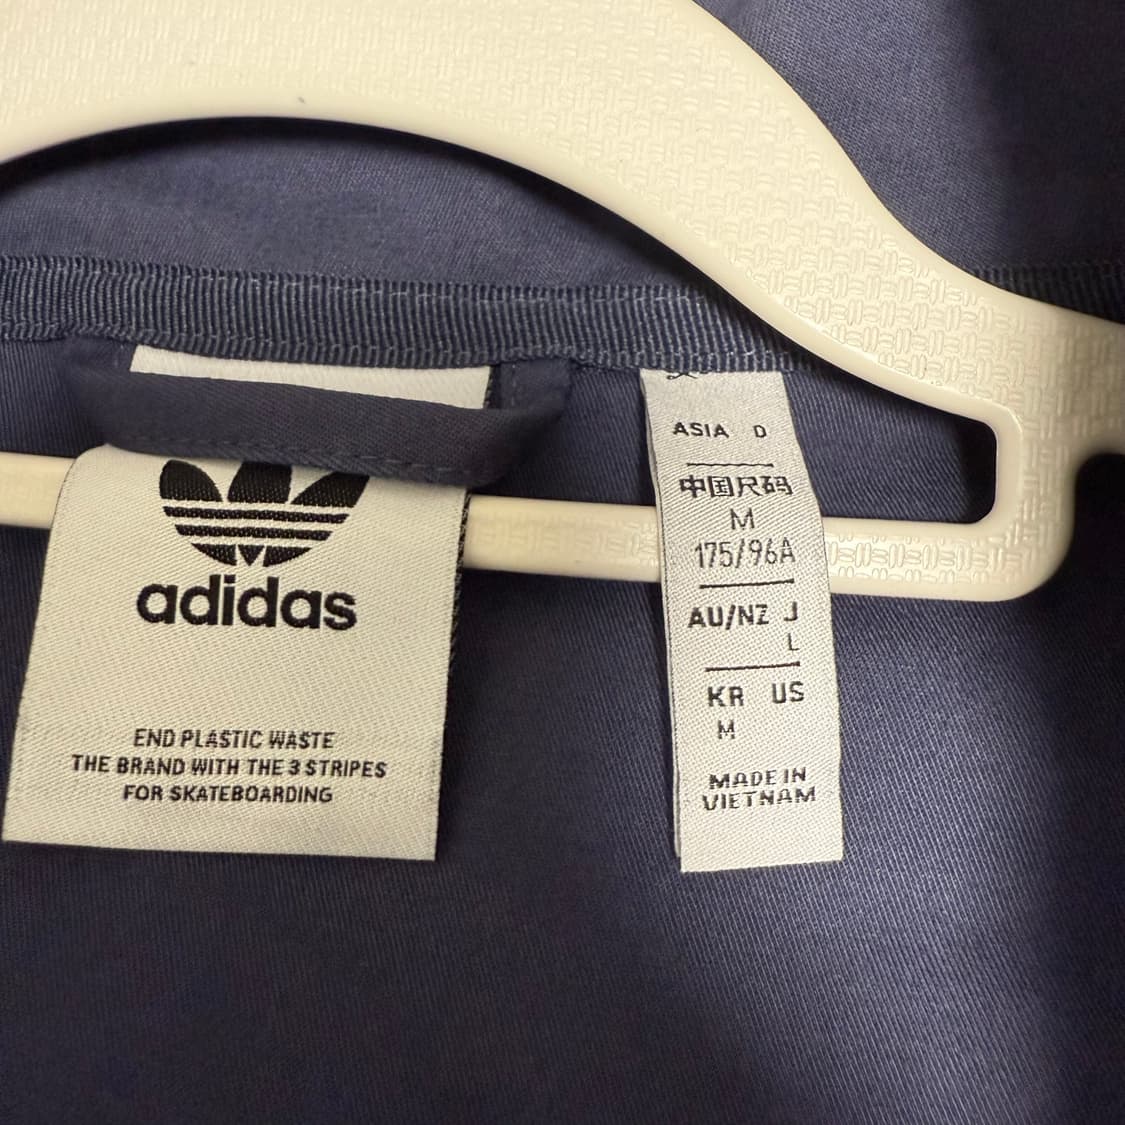 adidas
END PLASTIC WASTE
THE BRAND WITH THE 3 STRIPES
FOR SKATEBOARDING
ASIA D
中国尺码
M
175/96A
AU/NZ J
L
KR US
M
MADE IN
VIETNAM